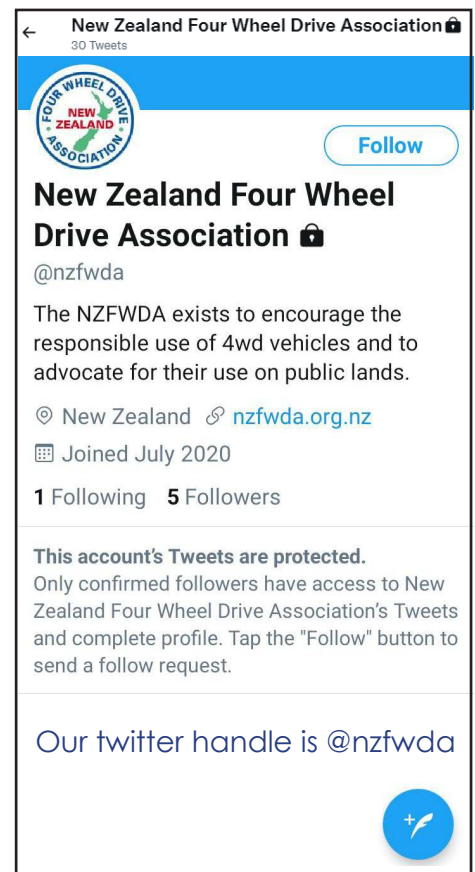 New Zealand Four Wheel Drive Association
30 Tweets
FOUR WHEEL DRIVE
NEW
ZEALAND
ASSOCIATION
Follow
New Zealand Four Wheel
Drive Association
@nzfwda
The NZFWDA exists to encourage the
responsible use of 4wd vehicles and to
advocate for their use on public lands.
New Zealand nzfwda.org.nz
Joined July 2020
1 Following 5 Followers
This account's Tweets are protected.
Only confirmed followers have access to New
Zealand Four Wheel Drive Association's Tweets
and complete profile. Tap the "Follow" button to
send a follow request.
Our twitter handle is @nzfwda